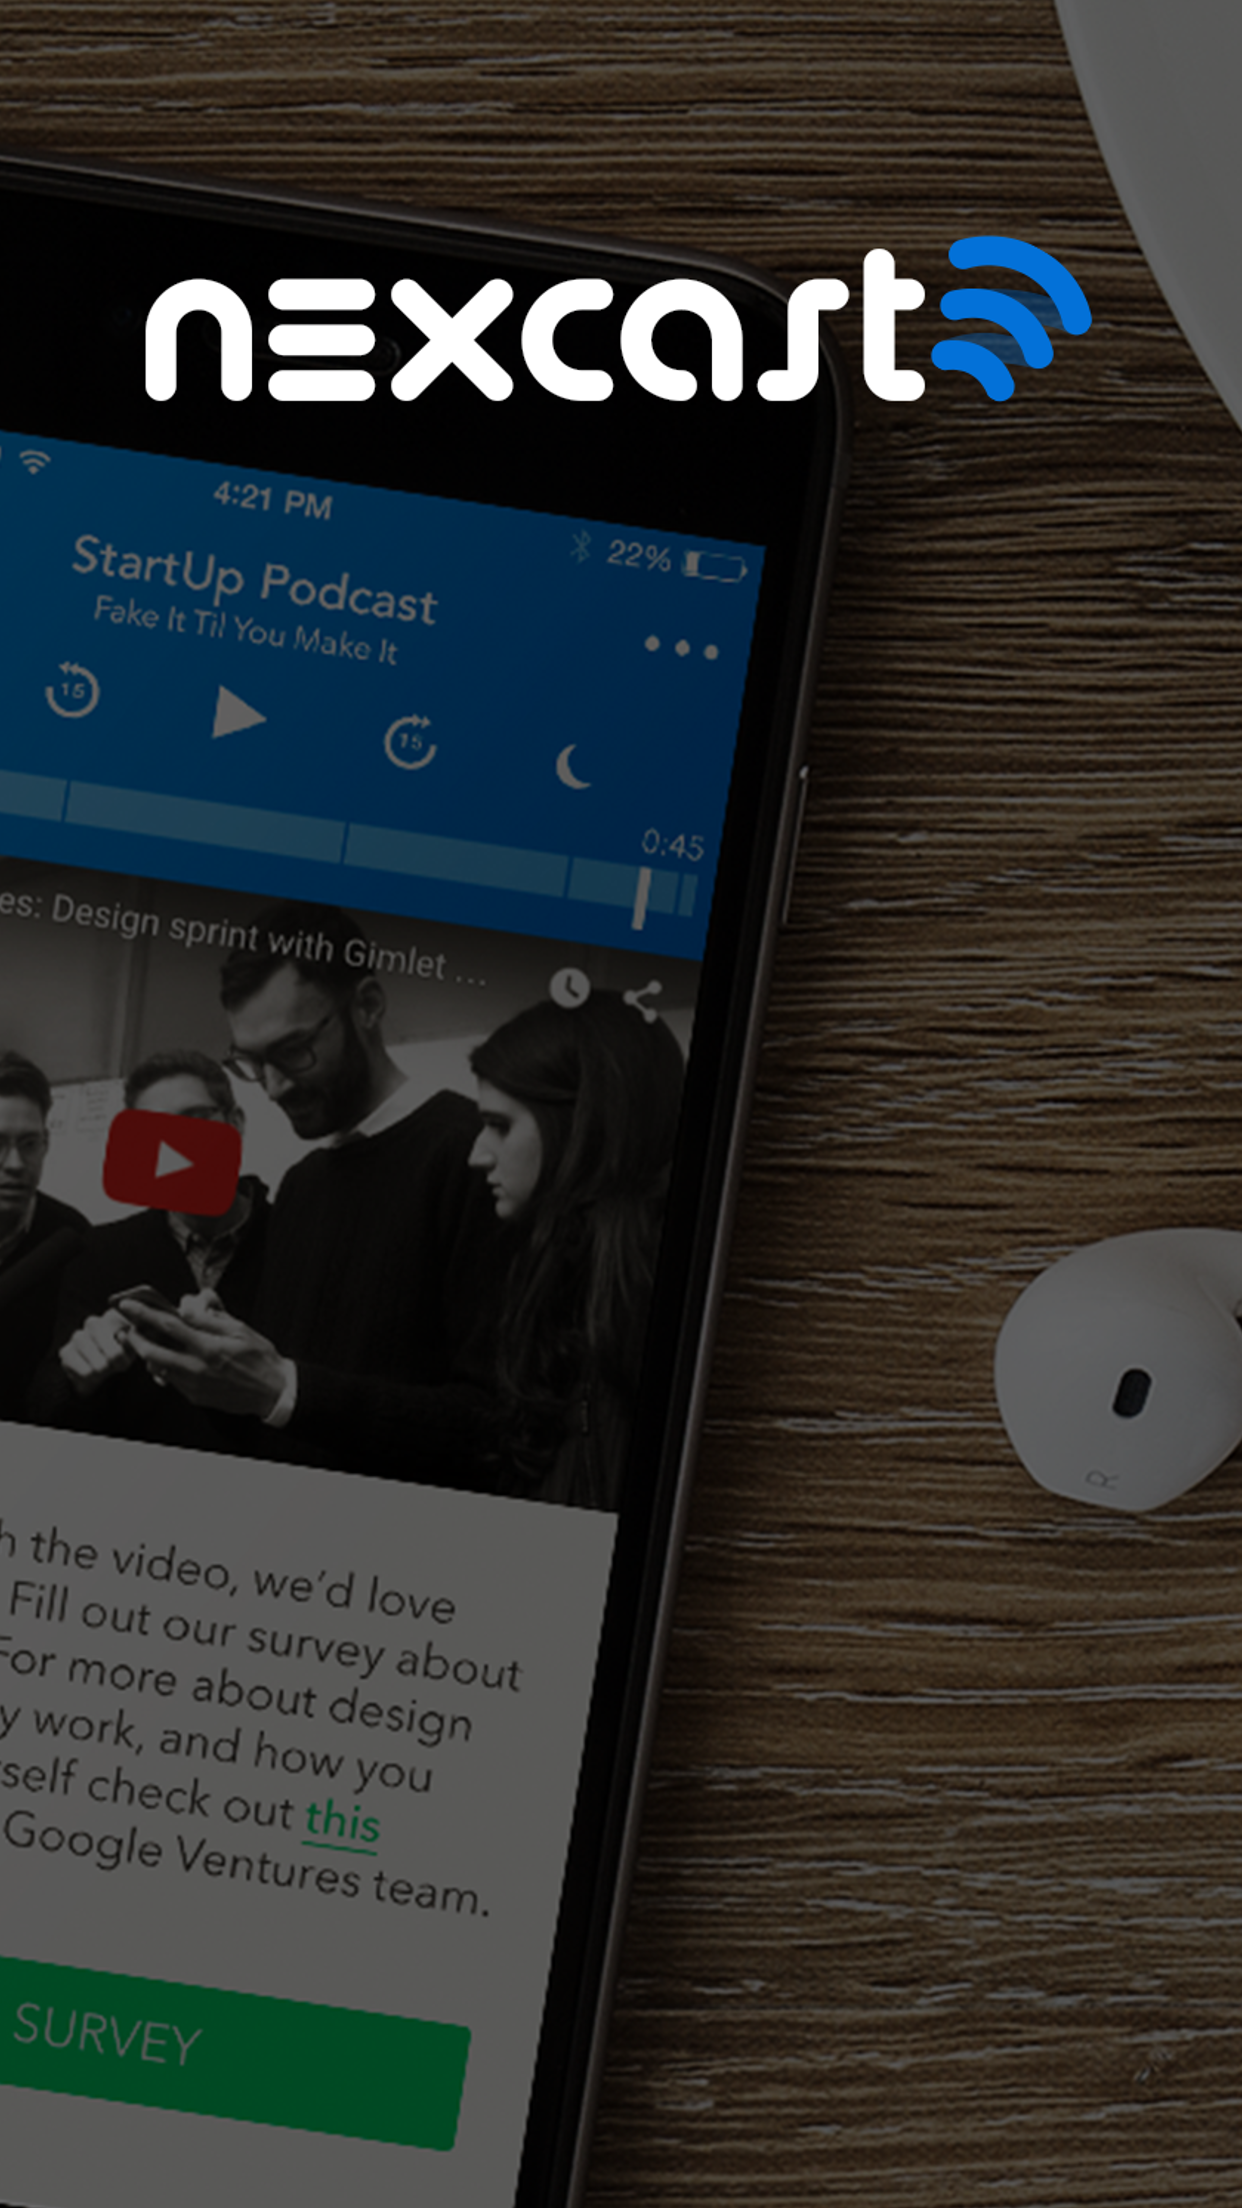 nexcast
4:21 PM
22%
StartUp Podcast
Fake It Til You Make It
15
15
0:45
es: Design sprint with Gimlet ...
h the video, we'd love
Fill out our survey about
For more about design
y work, and how you
self check out this
Google Ventures team.
SURVEY
R